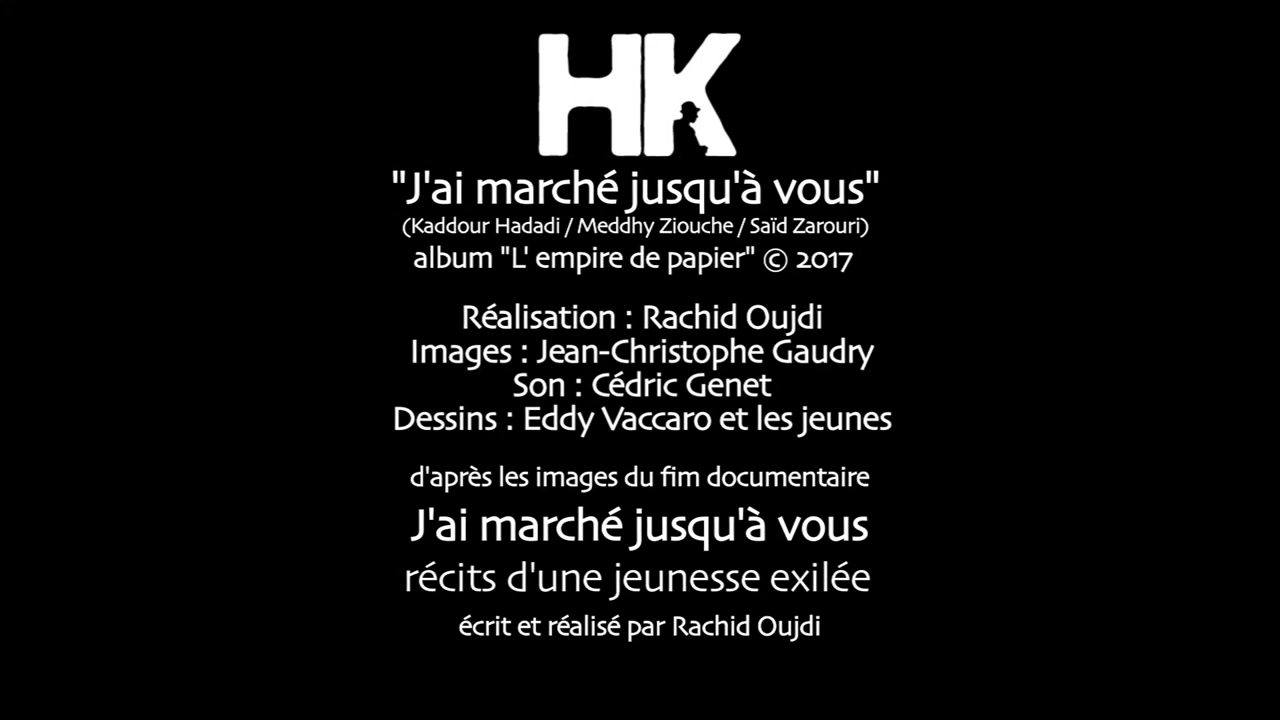 HK
"J'ai marché jusqu'à vous"
(Kaddour Hadadi / Meddhy Ziouche / Saïd Zarouri)
album "L' empire de papier" © 2017
Réalisation : Rachid Oujdi
Images : Jean-Christophe Gaudry
Son : Cédric Genet
Dessins : Eddy Vaccaro et les jeunes
d'après les images du fim documentaire
J'ai marché jusqu'à vous
récits d'une jeunesse exilée
écrit et réalisé par Rachid Oujdi